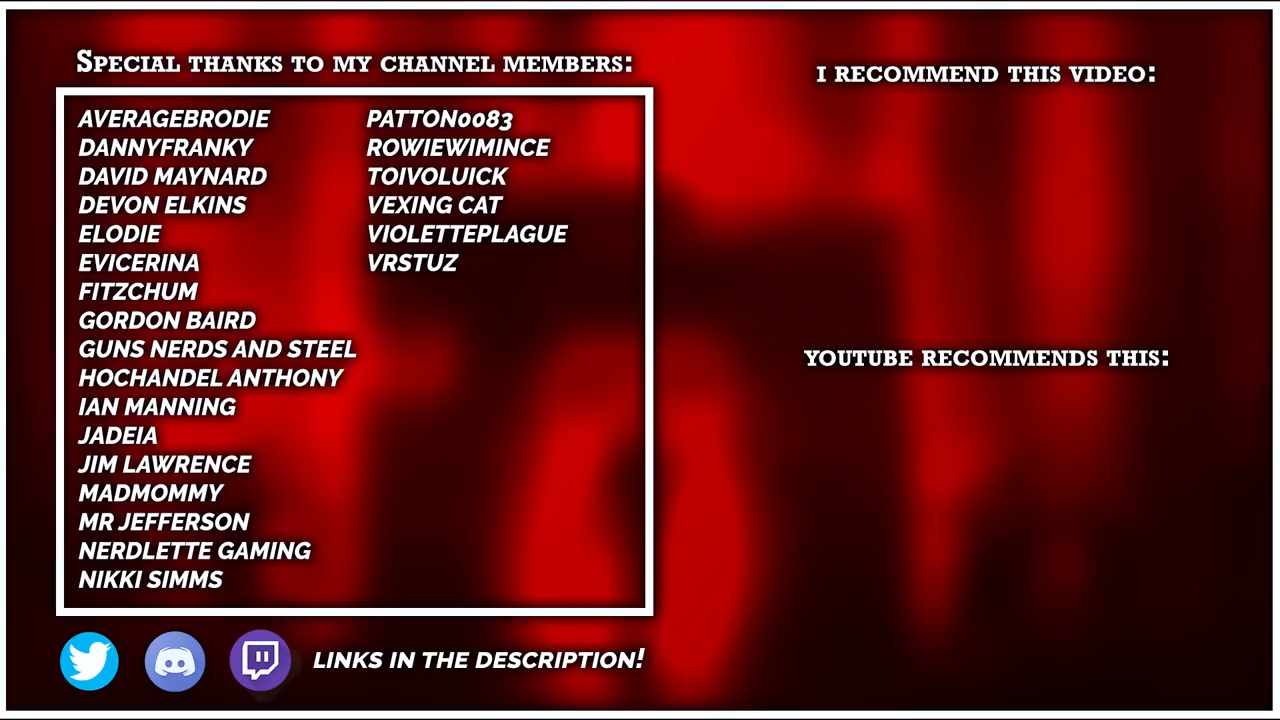 Special thanks to my channel members:
AVERAGEBRODIE
DANNYFRANKY
DAVID MAYNARD
DEVON ELKINS
ELODIE
EVICERINA
FITZCHUM
GORDON BAIRD
GUNS NERDS AND STEEL
HOCHANDEL ANTHONY
IAN MANNING
JADEIA
JIM LAWRENCE
MADMOMMY
MR JEFFERSON
NERDLETTE GAMING
NIKKI SIMMS
PATTON0083
ROWIEWIMINCE
TOIVOLUICK
VEXING CAT
VIOLETTEPLAGUE
VRSTUZ
LINKS IN THE DESCRIPTION!
I RECOMMEND THIS VIDEO:
YOUTUBE RECOMMENDS THIS: